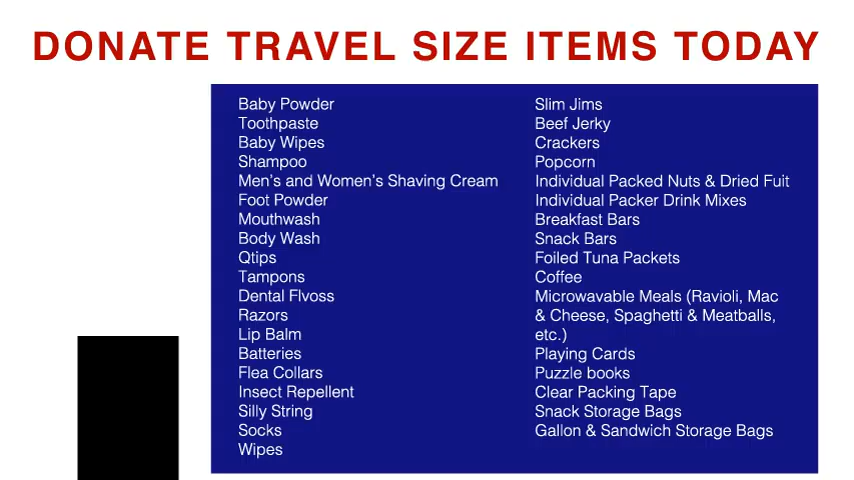 DONATE TRAVEL SIZE ITEMS TODAY
Baby Powder
Toothpaste
Baby Wipes
Shampoo
Men's and Women's Shaving Cream
Foot Powder
Mouthwash
Body Wash
Qtips
Tampons
Dental Flvoss
Razors
Lip Balm
Batteries
Flea Collars
Insect Repellent
Silly String
Socks
Wipes
Slim Jims
Beef Jerky
Crackers
Popcorn
Individual Packed Nuts & Dried Fuit
Individual Packer Drink Mixes
Breakfast Bars
Snack Bars
Foiled Tuna Packets
Coffee
Microwavable Meals (Ravioli, Mac
& Cheese, Spaghetti & Meatballs,
etc.)
Playing Cards
Puzzle books
Clear Packing Tape
Snack Storage Bags
Gallon & Sandwich Storage Bags